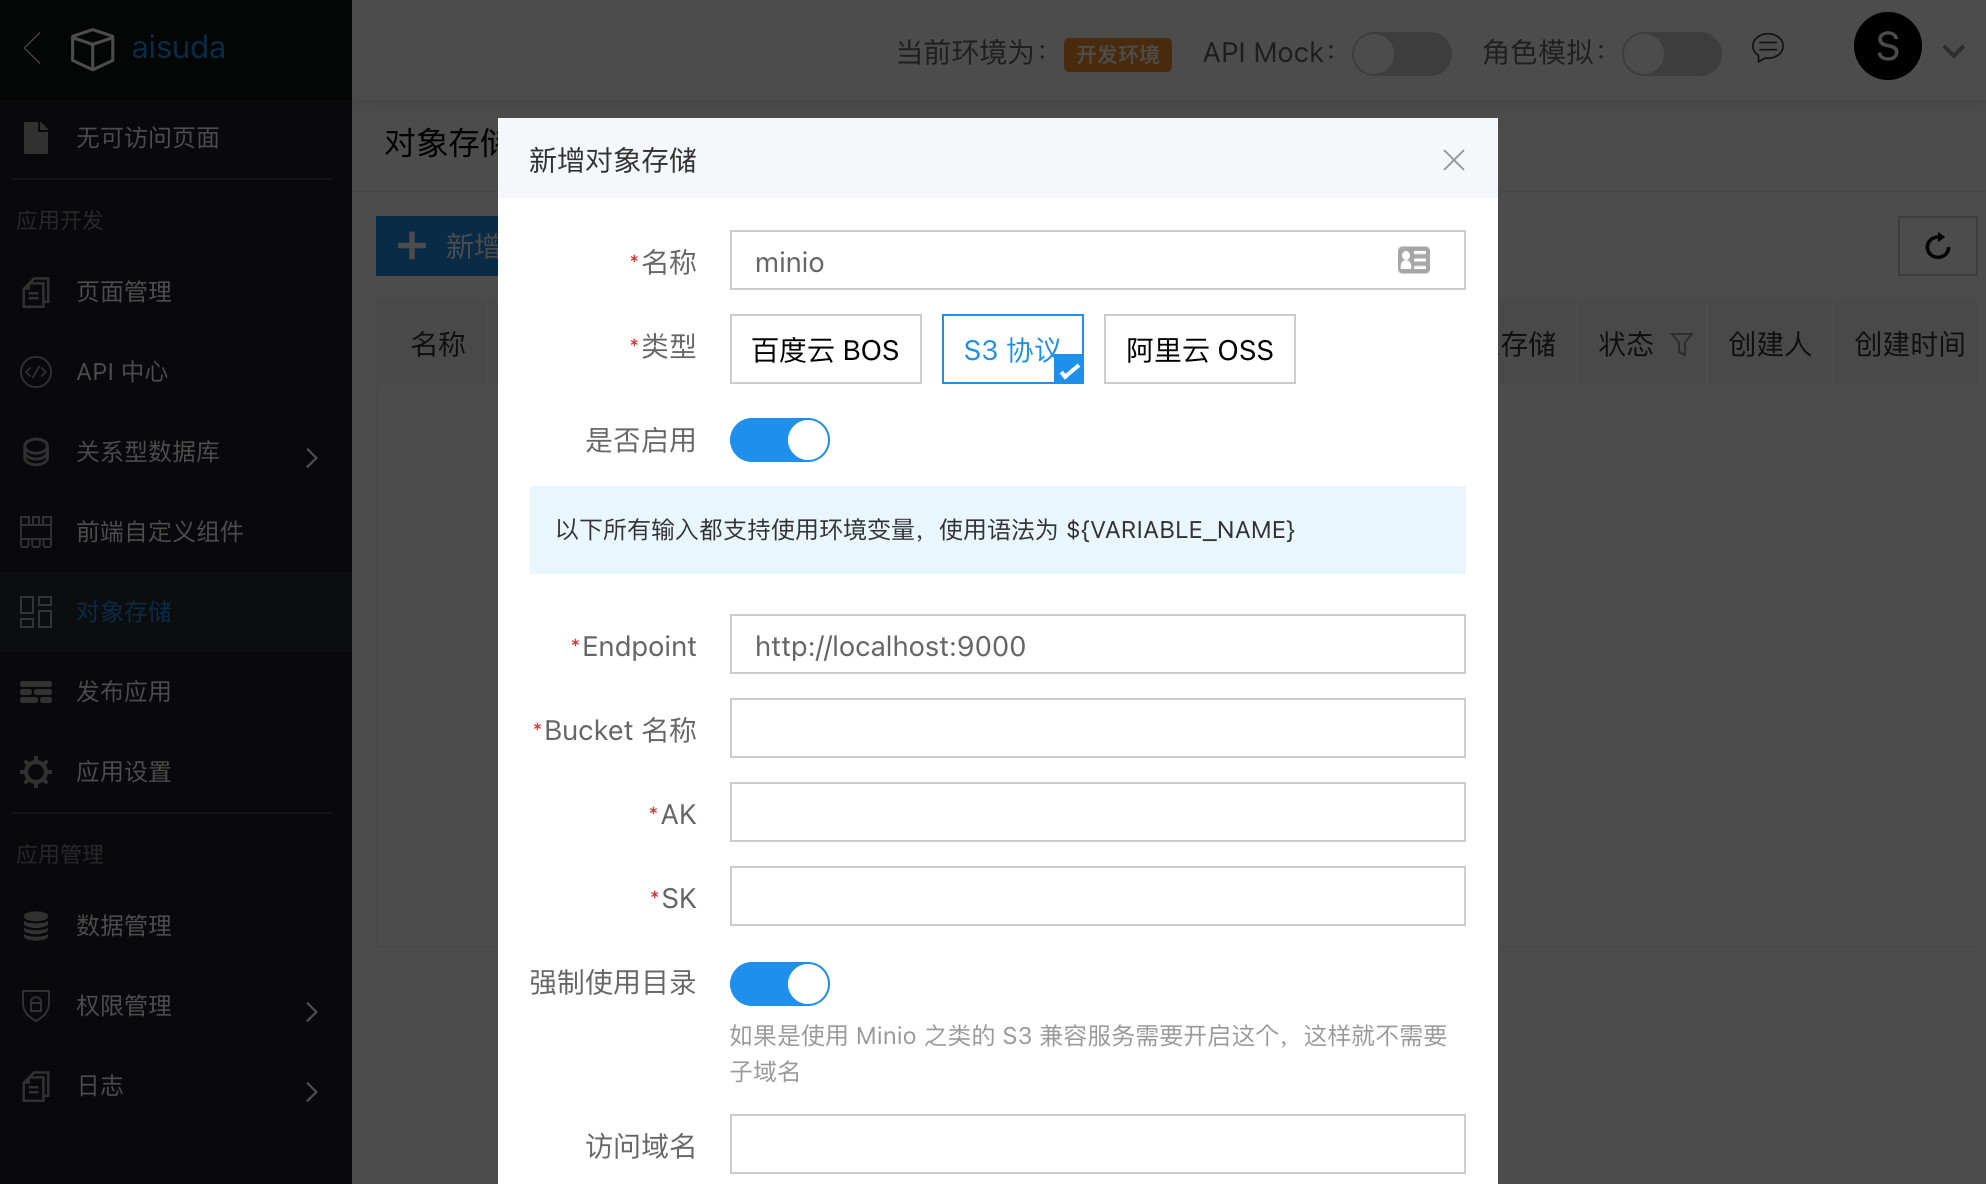 aisuda
当前环境为：
开发环境
API Mock：
角色模拟：
S
无可访问页面
应用开发
页面管理
API 中心
关系型数据库
前端自定义组件
对象存储
发布应用
应用设置
应用管理
数据管理
权限管理
日志
对象存储
新增
名称
存储
状态
创建人
创建时间
新增对象存储
*名称
minio
*类型
百度云 BOS
S3 协议
阿里云 OSS
是否启用
以下所有输入都支持使用环境变量，使用语法为 ${VARIABLE_NAME}
*Endpoint
http://localhost:9000
*Bucket 名称
*AK
*SK
强制使用目录
如果是使用 Minio 之类的 S3 兼容服务需要开启这个，这样就不需要
子域名
访问域名